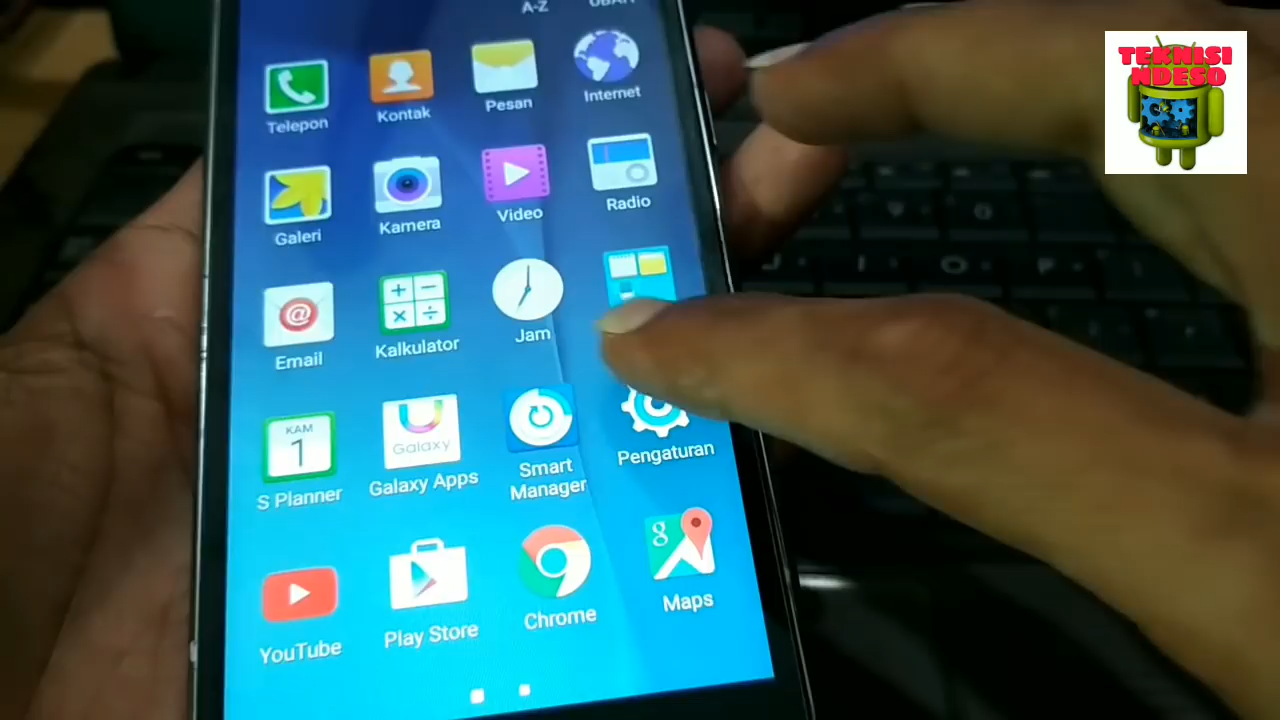 A-Z UBAH
TEKNISI
NDESO
Telepon Kontak Pesan Internet
Galeri Kamera Video Radio
Email Kalkulator Jam
KAM
1
Galaxy
S Planner Galaxy Apps Smart Manager Pengaturan
g
YouTube Play Store Chrome Maps